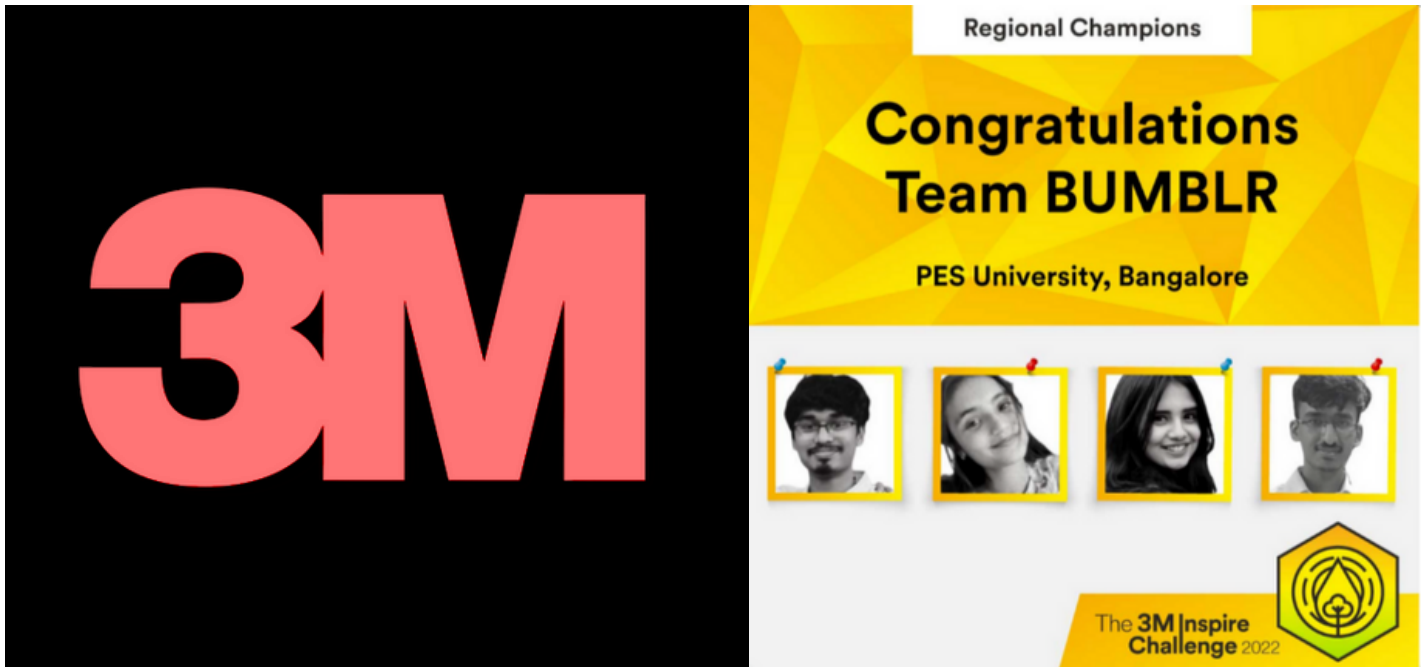 3M
Regional Champions
Congratulations
Team BUMBLR
PES University, Bangalore
The 3M Inspire
Challenge 2022